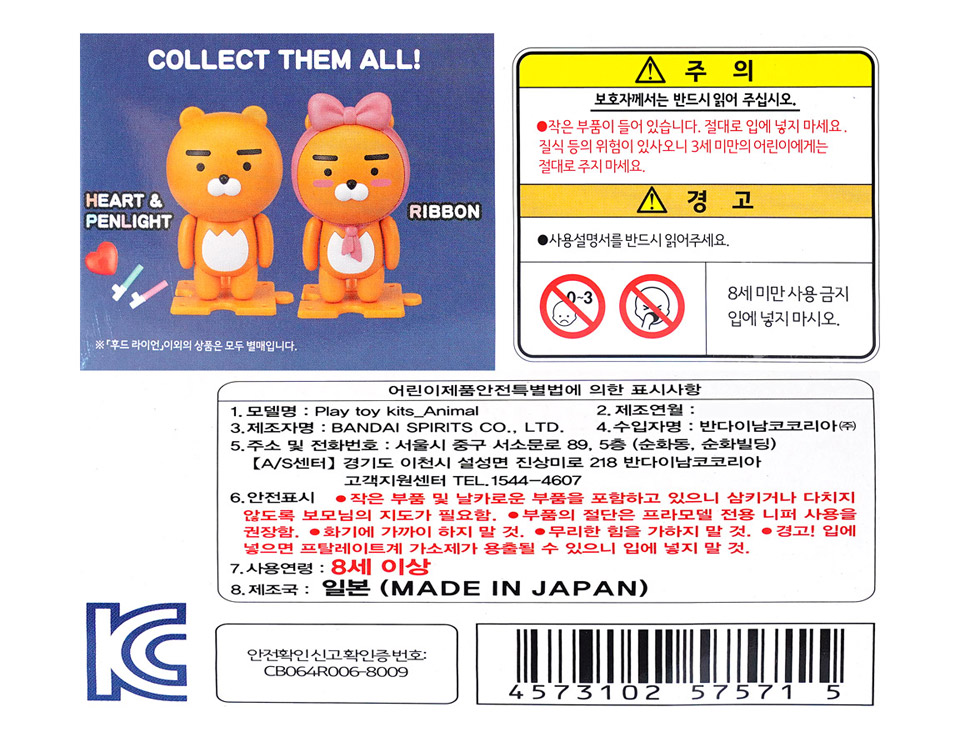 COLLECT THEM ALL!
HEART &
PENLIGHT
RIBBON
※「후드 라이언」이외의 상품은 모두 별매입니다.
주 의
보호자께서는 반드시 읽어 주십시오.
●작은 부품이 들어 있습니다. 절대로 입에 넣지 마세요.
질식 등의 위험이 있사오니 3세 미만의 어린이에게는
절대로 주지 마세요.
경 고
●사용설명서를 반드시 읽어주세요.
0~3
8세 미만 사용 금지
입에 넣지 마시오.
어린이제품안전특별법에 의한 표시사항
1. 모델명 : Play toy kits_Animal 2. 제조연월 :
3. 제조자명 : BANDAI SPIRITS CO., LTD. 4. 수입자명 : 반다이남코코리아㈜
5. 주소 및 전화번호 : 서울시 중구 서소문로 89, 5층 (순화동, 순화빌딩)
【A/S센터】 경기도 이천시 설성면 진상미로 218 반다이남코코리아
고객지원센터 TEL.1544-4607
6. 안전표시 ●작은 부품 및 날카로운 부품을 포함하고 있으니 삼키거나 다치지
않도록 보모님의 지도가 필요함. ●부품의 절단은 프라모델 전용 니퍼 사용을
권장함. ●화기에 가까이 하지 말 것. ●무리한 힘을 가하지 말 것. ●경고! 입에
넣으면 프탈레이트계 가소제가 용출될 수 있으니 입에 넣지 말 것.
7. 사용연령 : 8세 이상
8. 제조국 : 일본 (MADE IN JAPAN)
KC
안전확인 신고 확인증 번호:
CB064R006-8009
4573102 57571 5